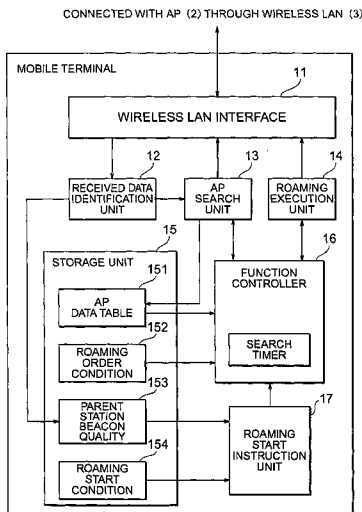 CONNECTED WITH AP (2) THROUGH WIRELESS LAN (3)
MOBILE TERMINAL
11
WIRELESS LAN INTERFACE
12
13
14
RECEIVED DATA
IDENTIFICATION
UNIT
AP
SEARCH
UNIT
ROAMING
EXECUTION
UNIT
15
16
STORAGE UNIT
151
AP
DATA TABLE
FUNCTION
CONTROLLER
152
ROAMING
ORDER
CONDITION
SEARCH
TIMER
153
PARENT
STATION
BEACON
QUALITY
17
154
ROAMING
START
CONDITION
ROAMING
START
INSTRUCTION
UNIT